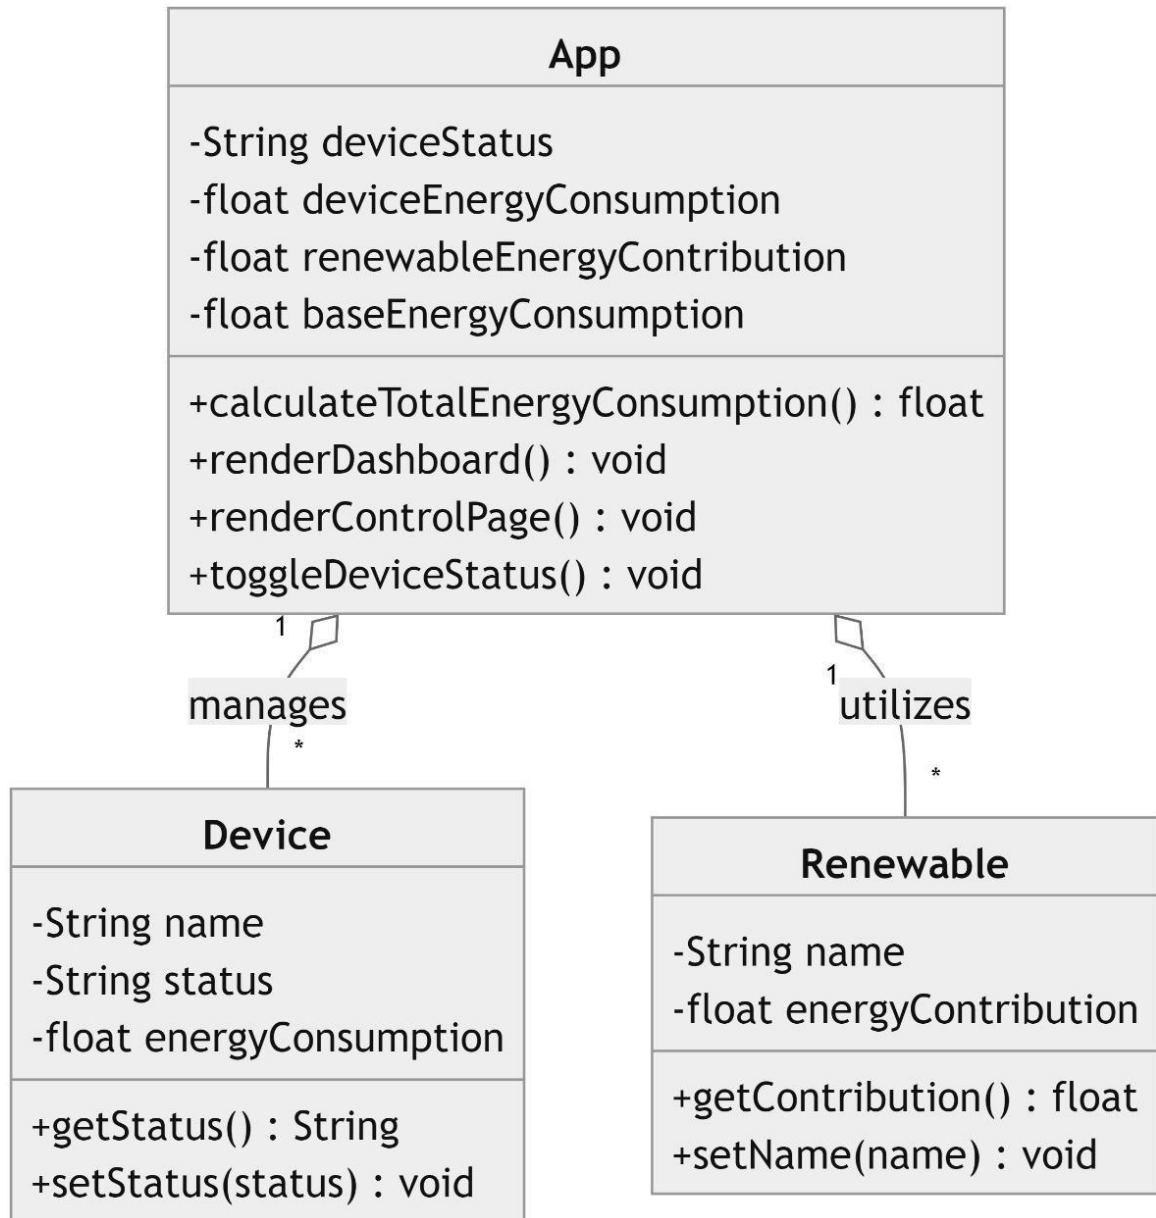 App
-String deviceStatus
-float deviceEnergyConsumption
-float renewableEnergyContribution
-float baseEnergyConsumption
+calculateTotalEnergyConsumption() : float
+renderDashboard() : void
+renderControlPage() : void
+toggleDeviceStatus() : void
1
manages
*
1
utilizes
*
Device
-String name
-String status
-float energyConsumption
+getStatus() : String
+setStatus(status) : void
Renewable
-String name
-float energyContribution
+getContribution() : float
+setName(name) : void